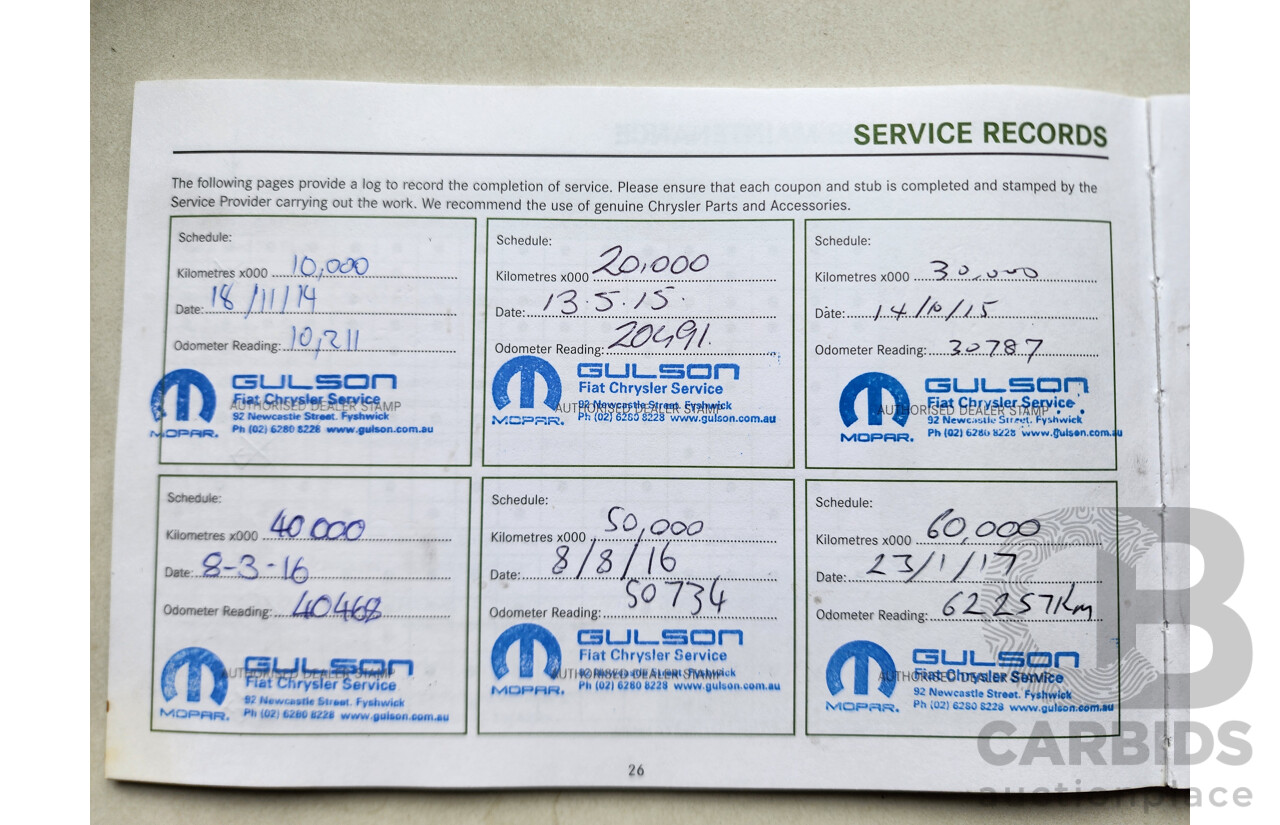 SERVICE RECORDS
The following pages provide a log to record the completion of service. Please ensure that each coupon and stub is completed and stamped by the
Service Provider carrying out the work. We recommend the use of genuine Chrysler Parts and Accessories.
Schedule:
Kilometres x000 10,000
Date: 18/11/14
Odometer Reading: 10,211
AUTHORISED DEALER STAMP
MOPAR.
GULSON
Fiat Chrysler Service
92 Newcastle Street. Fyshwick
Ph (02) 6280 8228 www.gulson.com.au
Schedule:
Kilometres x000 20,000
Date: 13.5.15.
Odometer Reading: 20491.
AUTHORISED DEALER STAMP
MOPAR.
GULSON
Fiat Chrysler Service
92 Newcastle Street. Fyshwick
Ph (02) 6280 8228 www.gulson.com.au
Schedule:
Kilometres x000 30,000
Date: 14/10/15
Odometer Reading: 30787
AUTHORISED DEALER STAMP
MOPAR.
GULSON
Fiat Chrysler Service
92 Newcastle Street. Fyshwick
Ph (02) 6280 8228 www.gulson.com.au
Schedule:
Kilometres x000 40000
Date: 8-3-16
Odometer Reading: 40468
AUTHORISED DEALER STAMP
MOPAR.
GULSON
Fiat Chrysler Service
92 Newcastle Street. Fyshwick
Ph (02) 6280 8228 www.gulson.com.au
Schedule:
Kilometres x000 50,000
Date: 8/8/16
Odometer Reading: 50734
AUTHORISED DEALER STAMP
MOPAR.
GULSON
Fiat Chrysler Service
Ph (02) 6280 8228 www.gulson.com.au
Schedule:
Kilometres x000 60,000
Date: 23/1/17
Odometer Reading: 62257Km
AUTHORISED DEALER STAMP
MOPAR.
GULSON
Fiat Chrysler Service
92 Newcastle Street. Fyshwick
Ph (02) 6280 8228 www.gulson.com.au
26
CB
CARBIDS
auctionplace